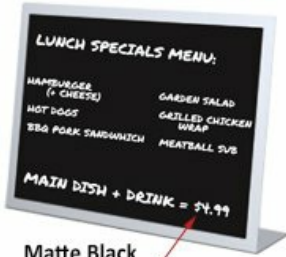 LUNCH SPECIALS MENU:
HAMBURGER
(+ CHEESE)
HOT DOGS
BBQ PORK SANDWHICH
GARDEN SALAD
GRILLED CHICKEN
WRAP
MEATBALL SUB
MAIN DISH + DRINK = $4.99
Matte Black